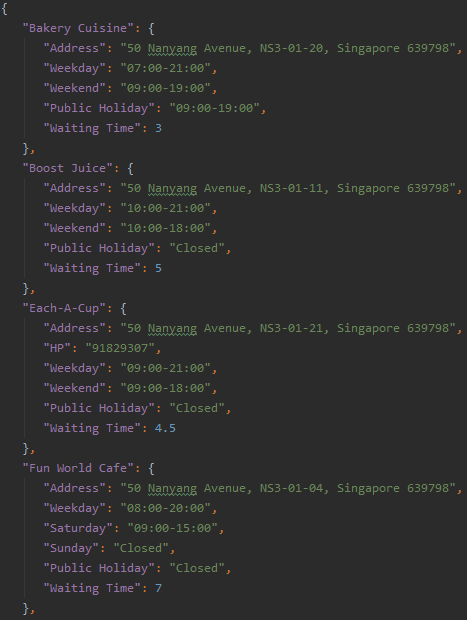 {
"Bakery Cuisine": {
"Address": "50 Nanyang Avenue, NS3-01-20, Singapore 639798",
"Weekday": "07:00-21:00",
"Weekend": "09:00-19:00",
"Public Holiday": "09:00-19:00",
"Waiting Time": 3
},
"Boost Juice": {
"Address": "50 Nanyang Avenue, NS3-01-11, Singapore 639798",
"Weekday": "10:00-21:00",
"Weekend": "10:00-18:00",
"Public Holiday": "Closed",
"Waiting Time": 5
},
"Each-A-Cup": {
"Address": "50 Nanyang Avenue, NS3-01-21, Singapore 639798",
"HP": "91829307",
"Weekday": "09:00-21:00",
"Weekend": "09:00-18:00",
"Public Holiday": "Closed",
"Waiting Time": 4.5
},
"Fun World Cafe": {
"Address": "50 Nanyang Avenue, NS3-01-04, Singapore 639798",
"Weekday": "08:00-20:00",
"Saturday": "09:00-15:00",
"Sunday": "Closed",
"Public Holiday": "Closed",
"Waiting Time": 7
},